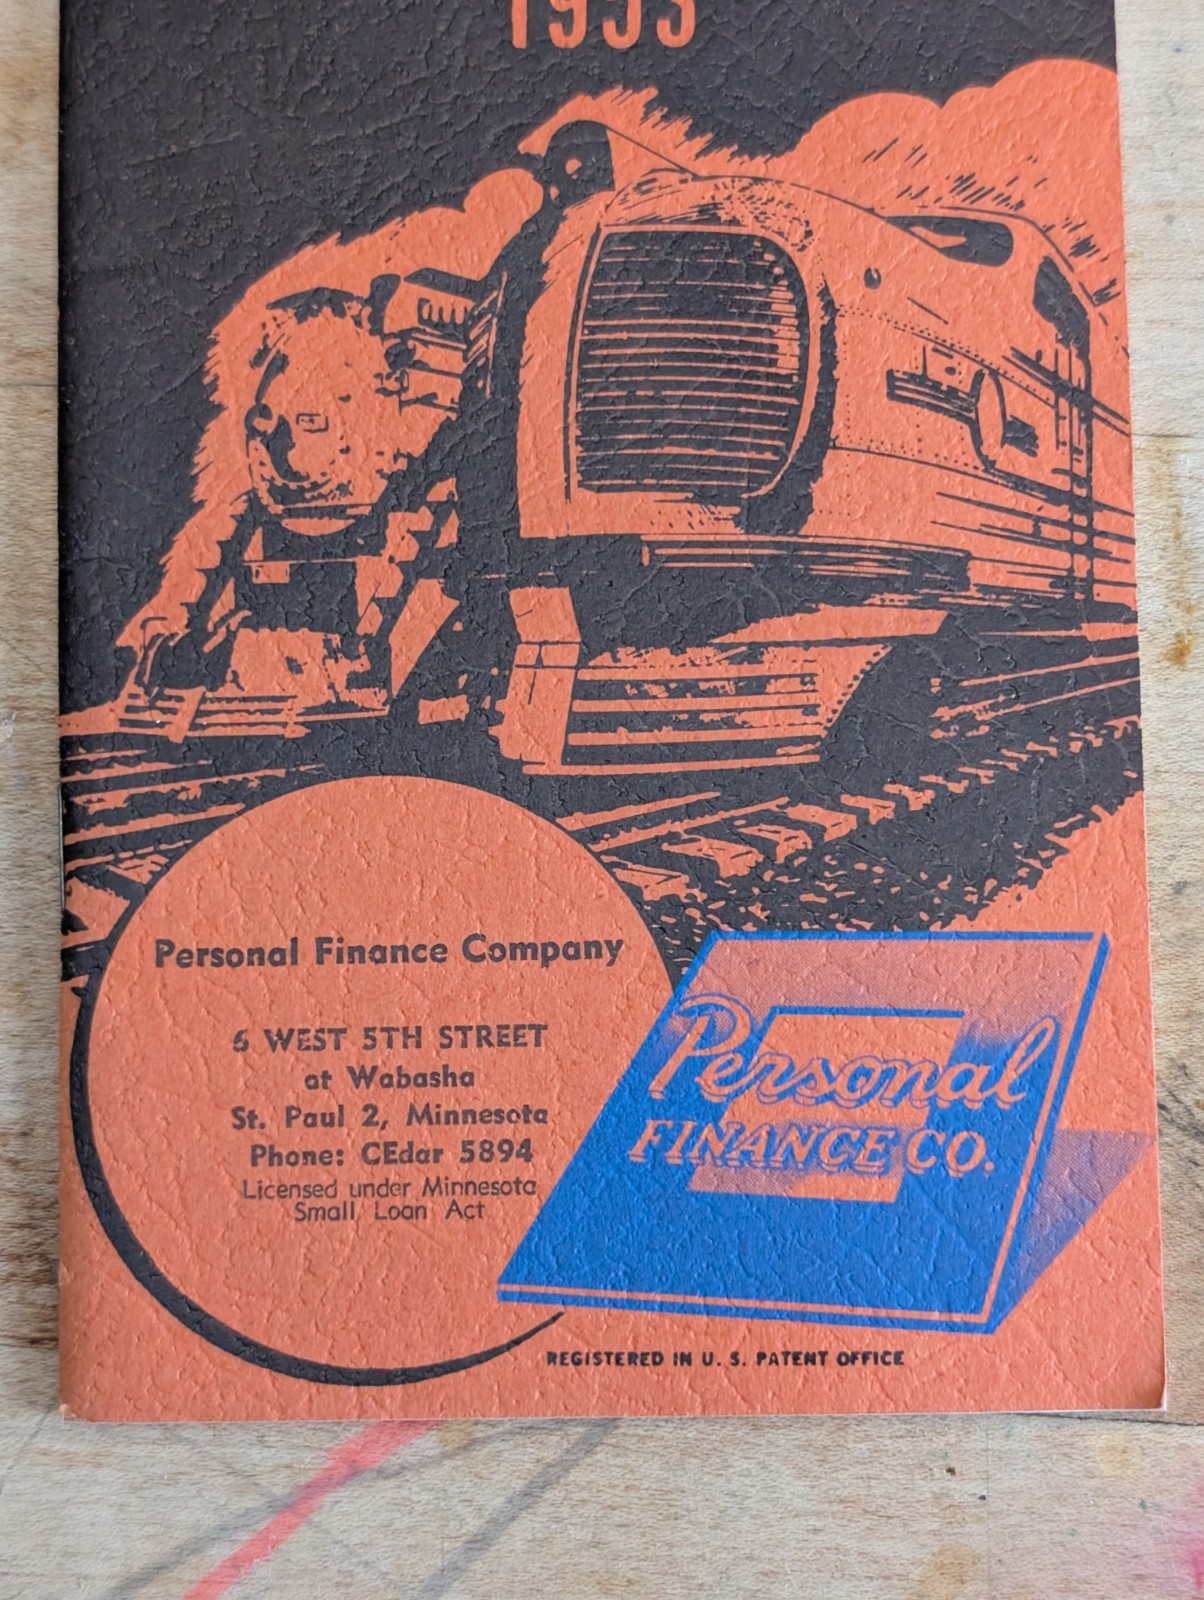 1953
Personal Finance Company
6 WEST 5TH STREET
at Wabasha
St. Paul 2, Minnesota
Phone: CEdar 5894
Licensed under Minnesota
Small Loan Act
Personal
FINANCE CO.
REGISTERED IN U. S. PATENT OFFICE